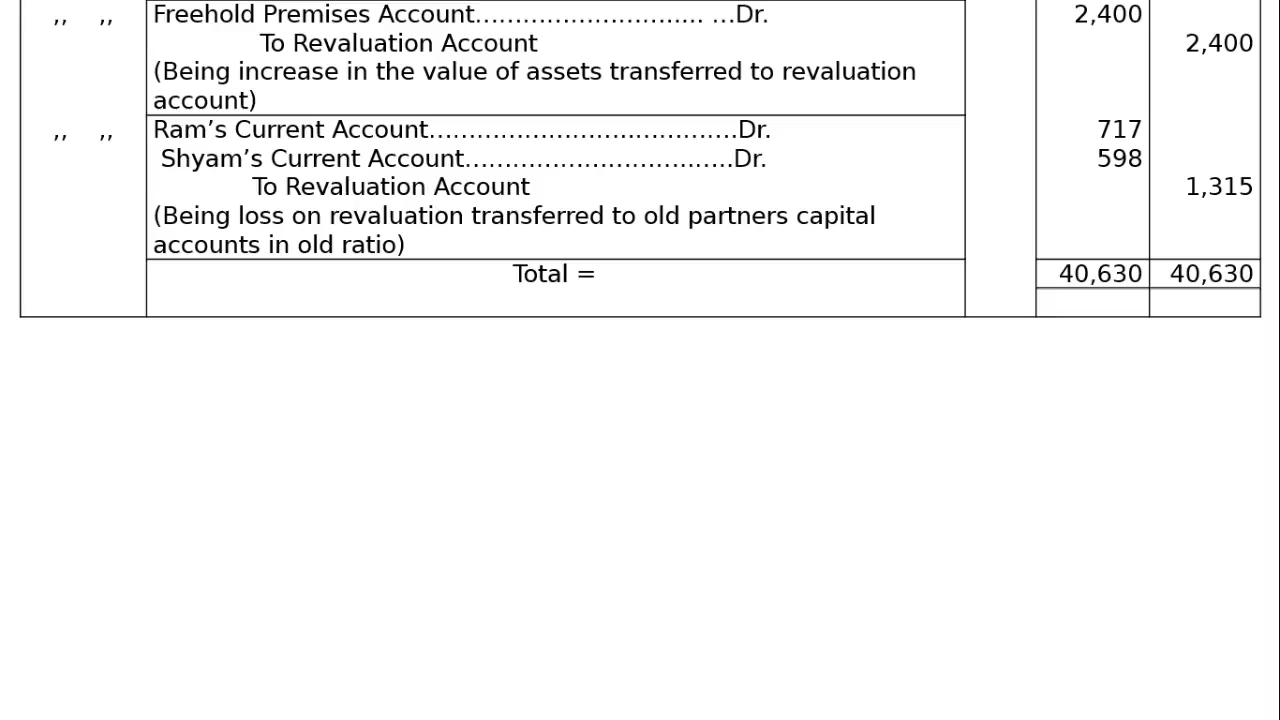 ,, ,, Freehold Premises Account………………………. …Dr. 2,400
To Revaluation Account 2,400
(Being increase in the value of assets transferred to revaluation
account)
,, ,, Ram’s Current Account…………………………………Dr. 717
Shyam’s Current Account……………………………Dr. 598
To Revaluation Account 1,315
(Being loss on revaluation transferred to old partners capital
accounts in old ratio)
Total = 40,630 40,630